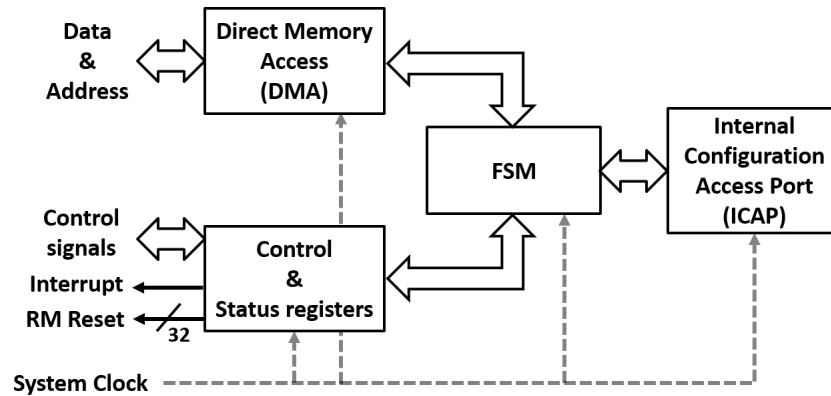 Data
&
Address
Direct Memory
Access
(DMA)
FSM
Internal
Configuration
Access Port
(ICAP)
Control
signals
Interrupt
RM Reset
32
Control
&
Status registers
System Clock